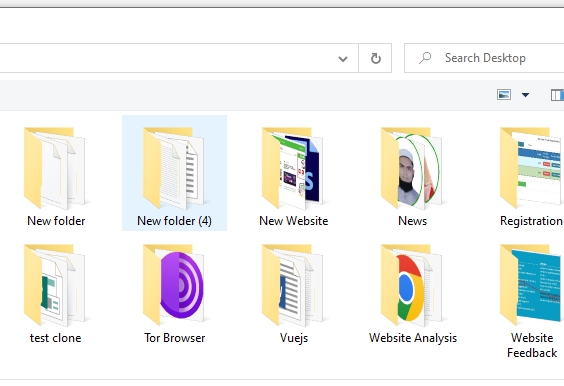 Search Desktop
New folder
New folder (4)
New Website
News
Registration
test clone
Tor Browser
Vuejs
Website Analysis
Website
Feedback